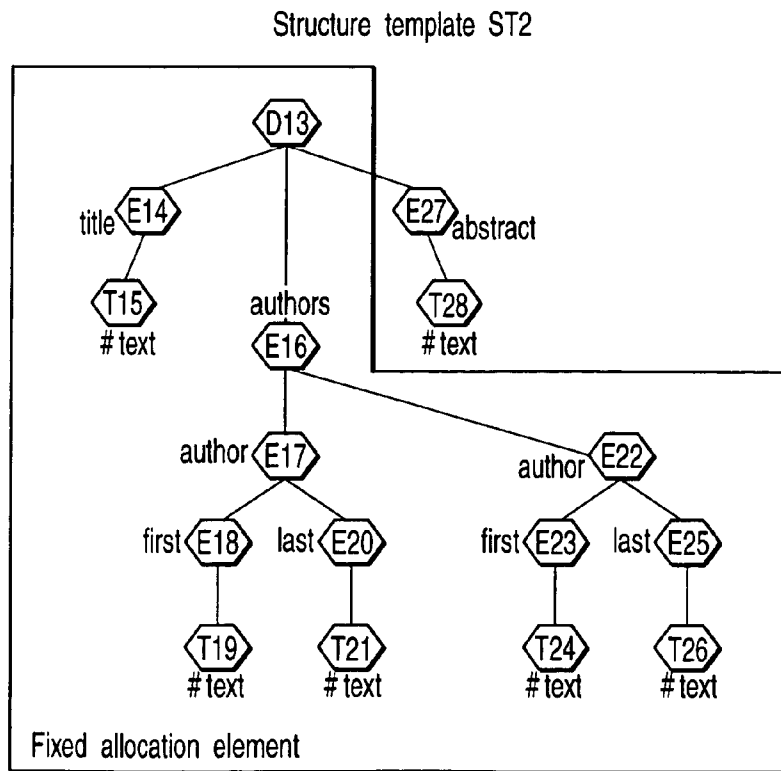 Structure template ST2
D13
title E14 E27 abstract
T15 T28
# text authors # text
E16
author E17 author E22
first E18 last E20 first E23 last E25
T19 T21 T24 T26
# text # text # text # text
Fixed allocation element